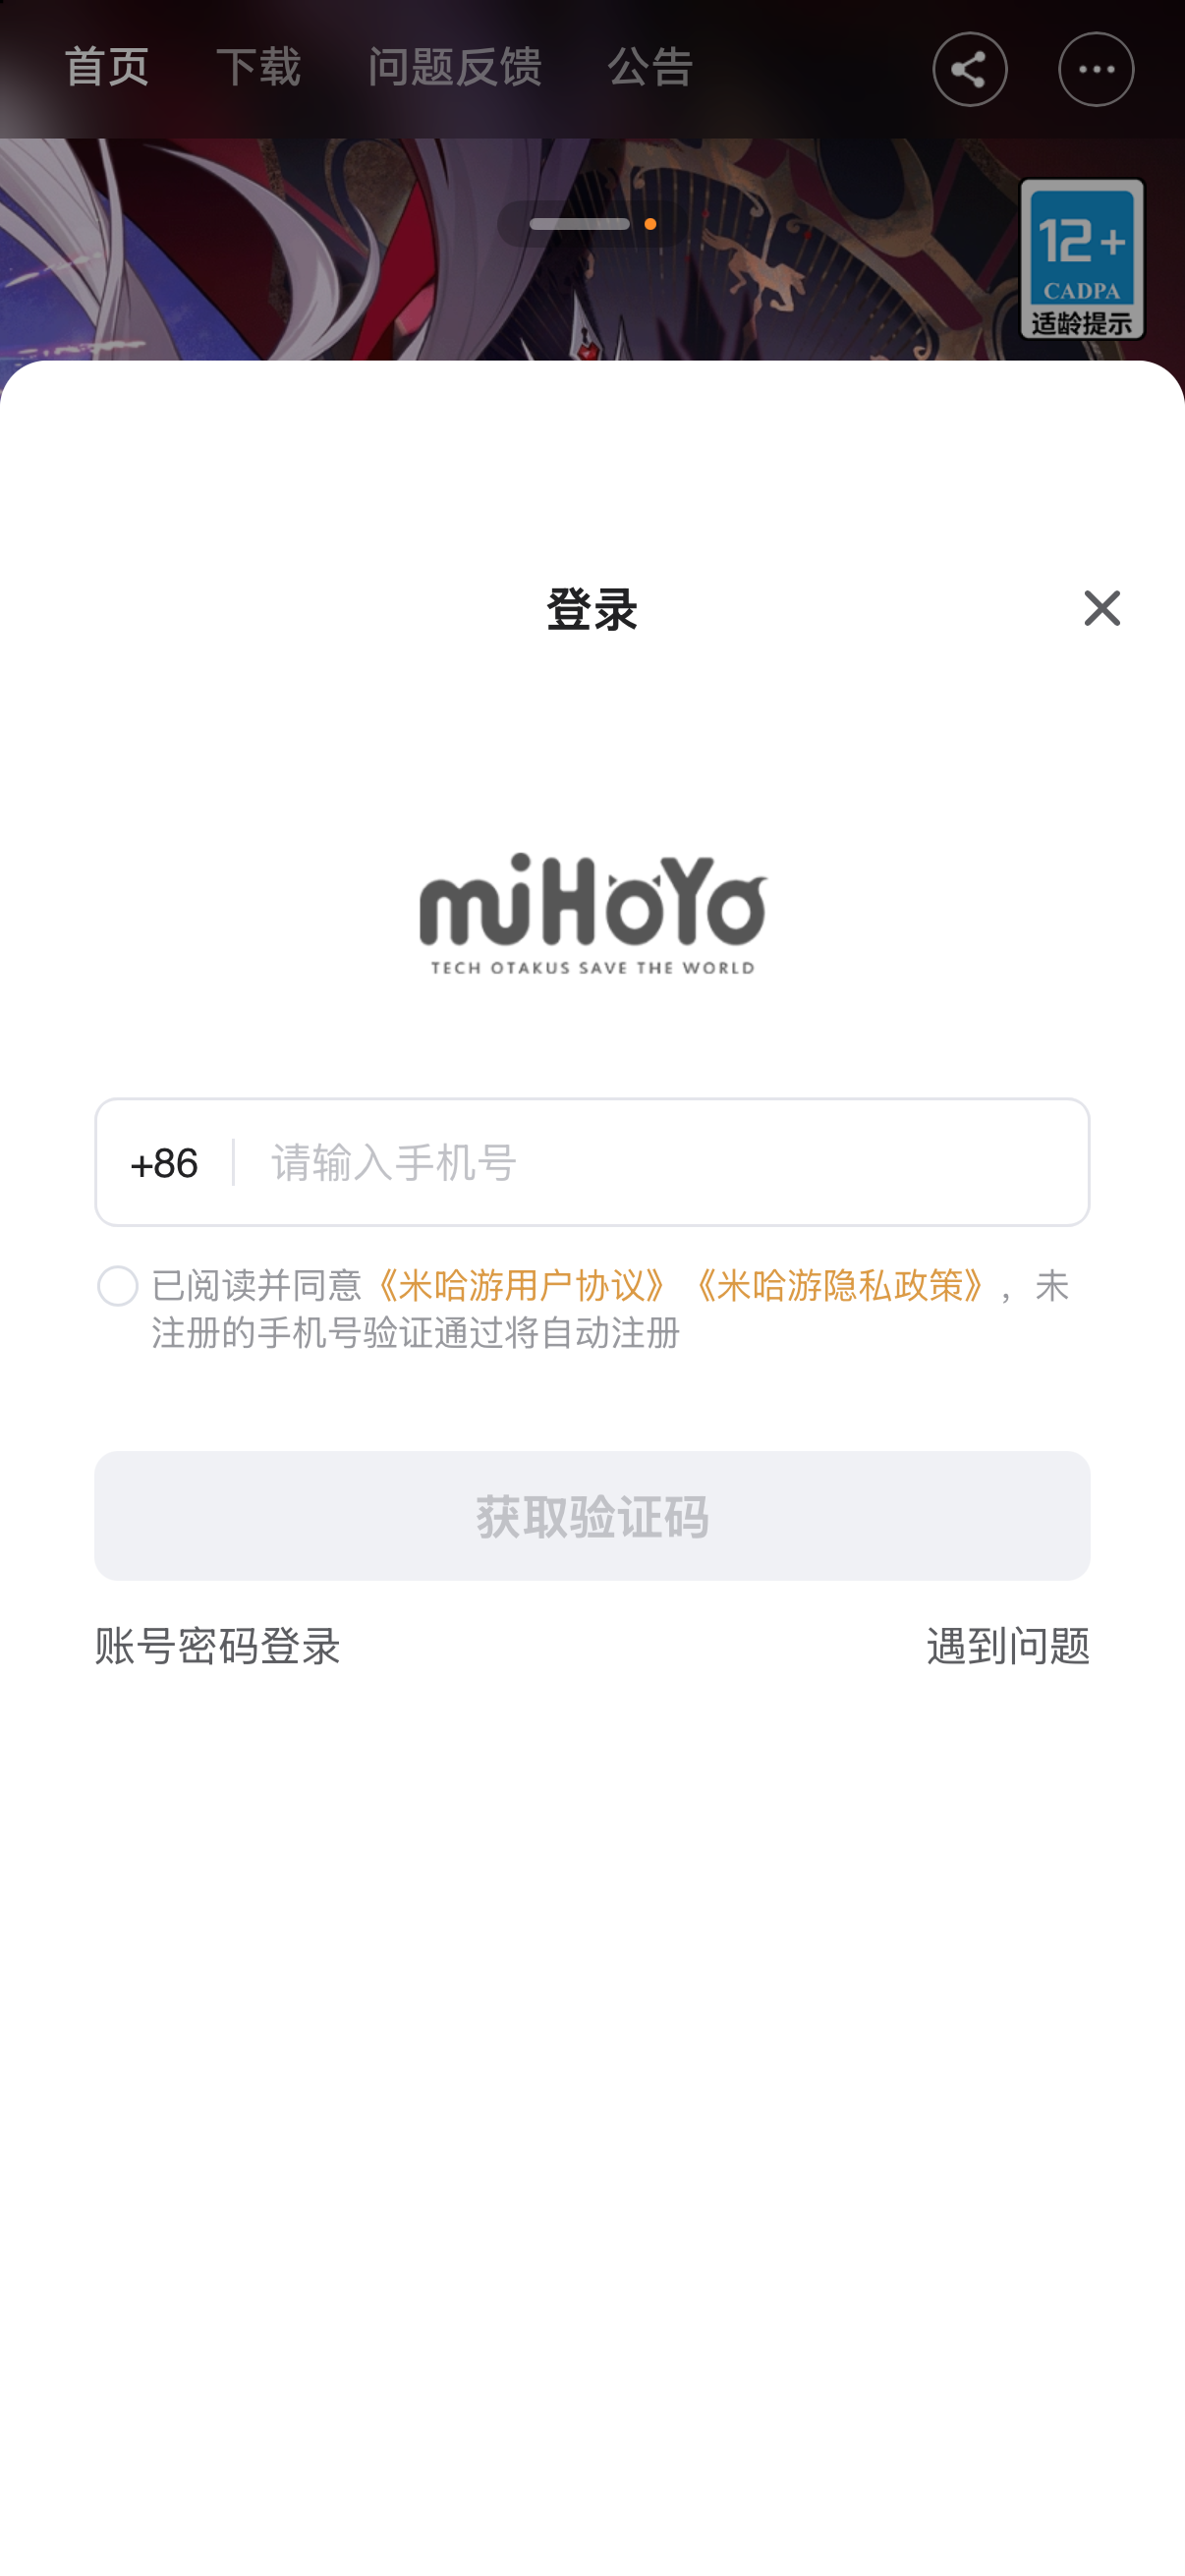 首页 下载 问题反馈 公告
12+
CADPA
适龄提示
登录
miHoYo
TECH OTAKUS SAVE THE WORLD
+86 请输入手机号
已阅读并同意《米哈游用户协议》《米哈游隐私政策》，未
注册的手机号验证通过将自动注册
获取验证码
账号密码登录 遇到问题